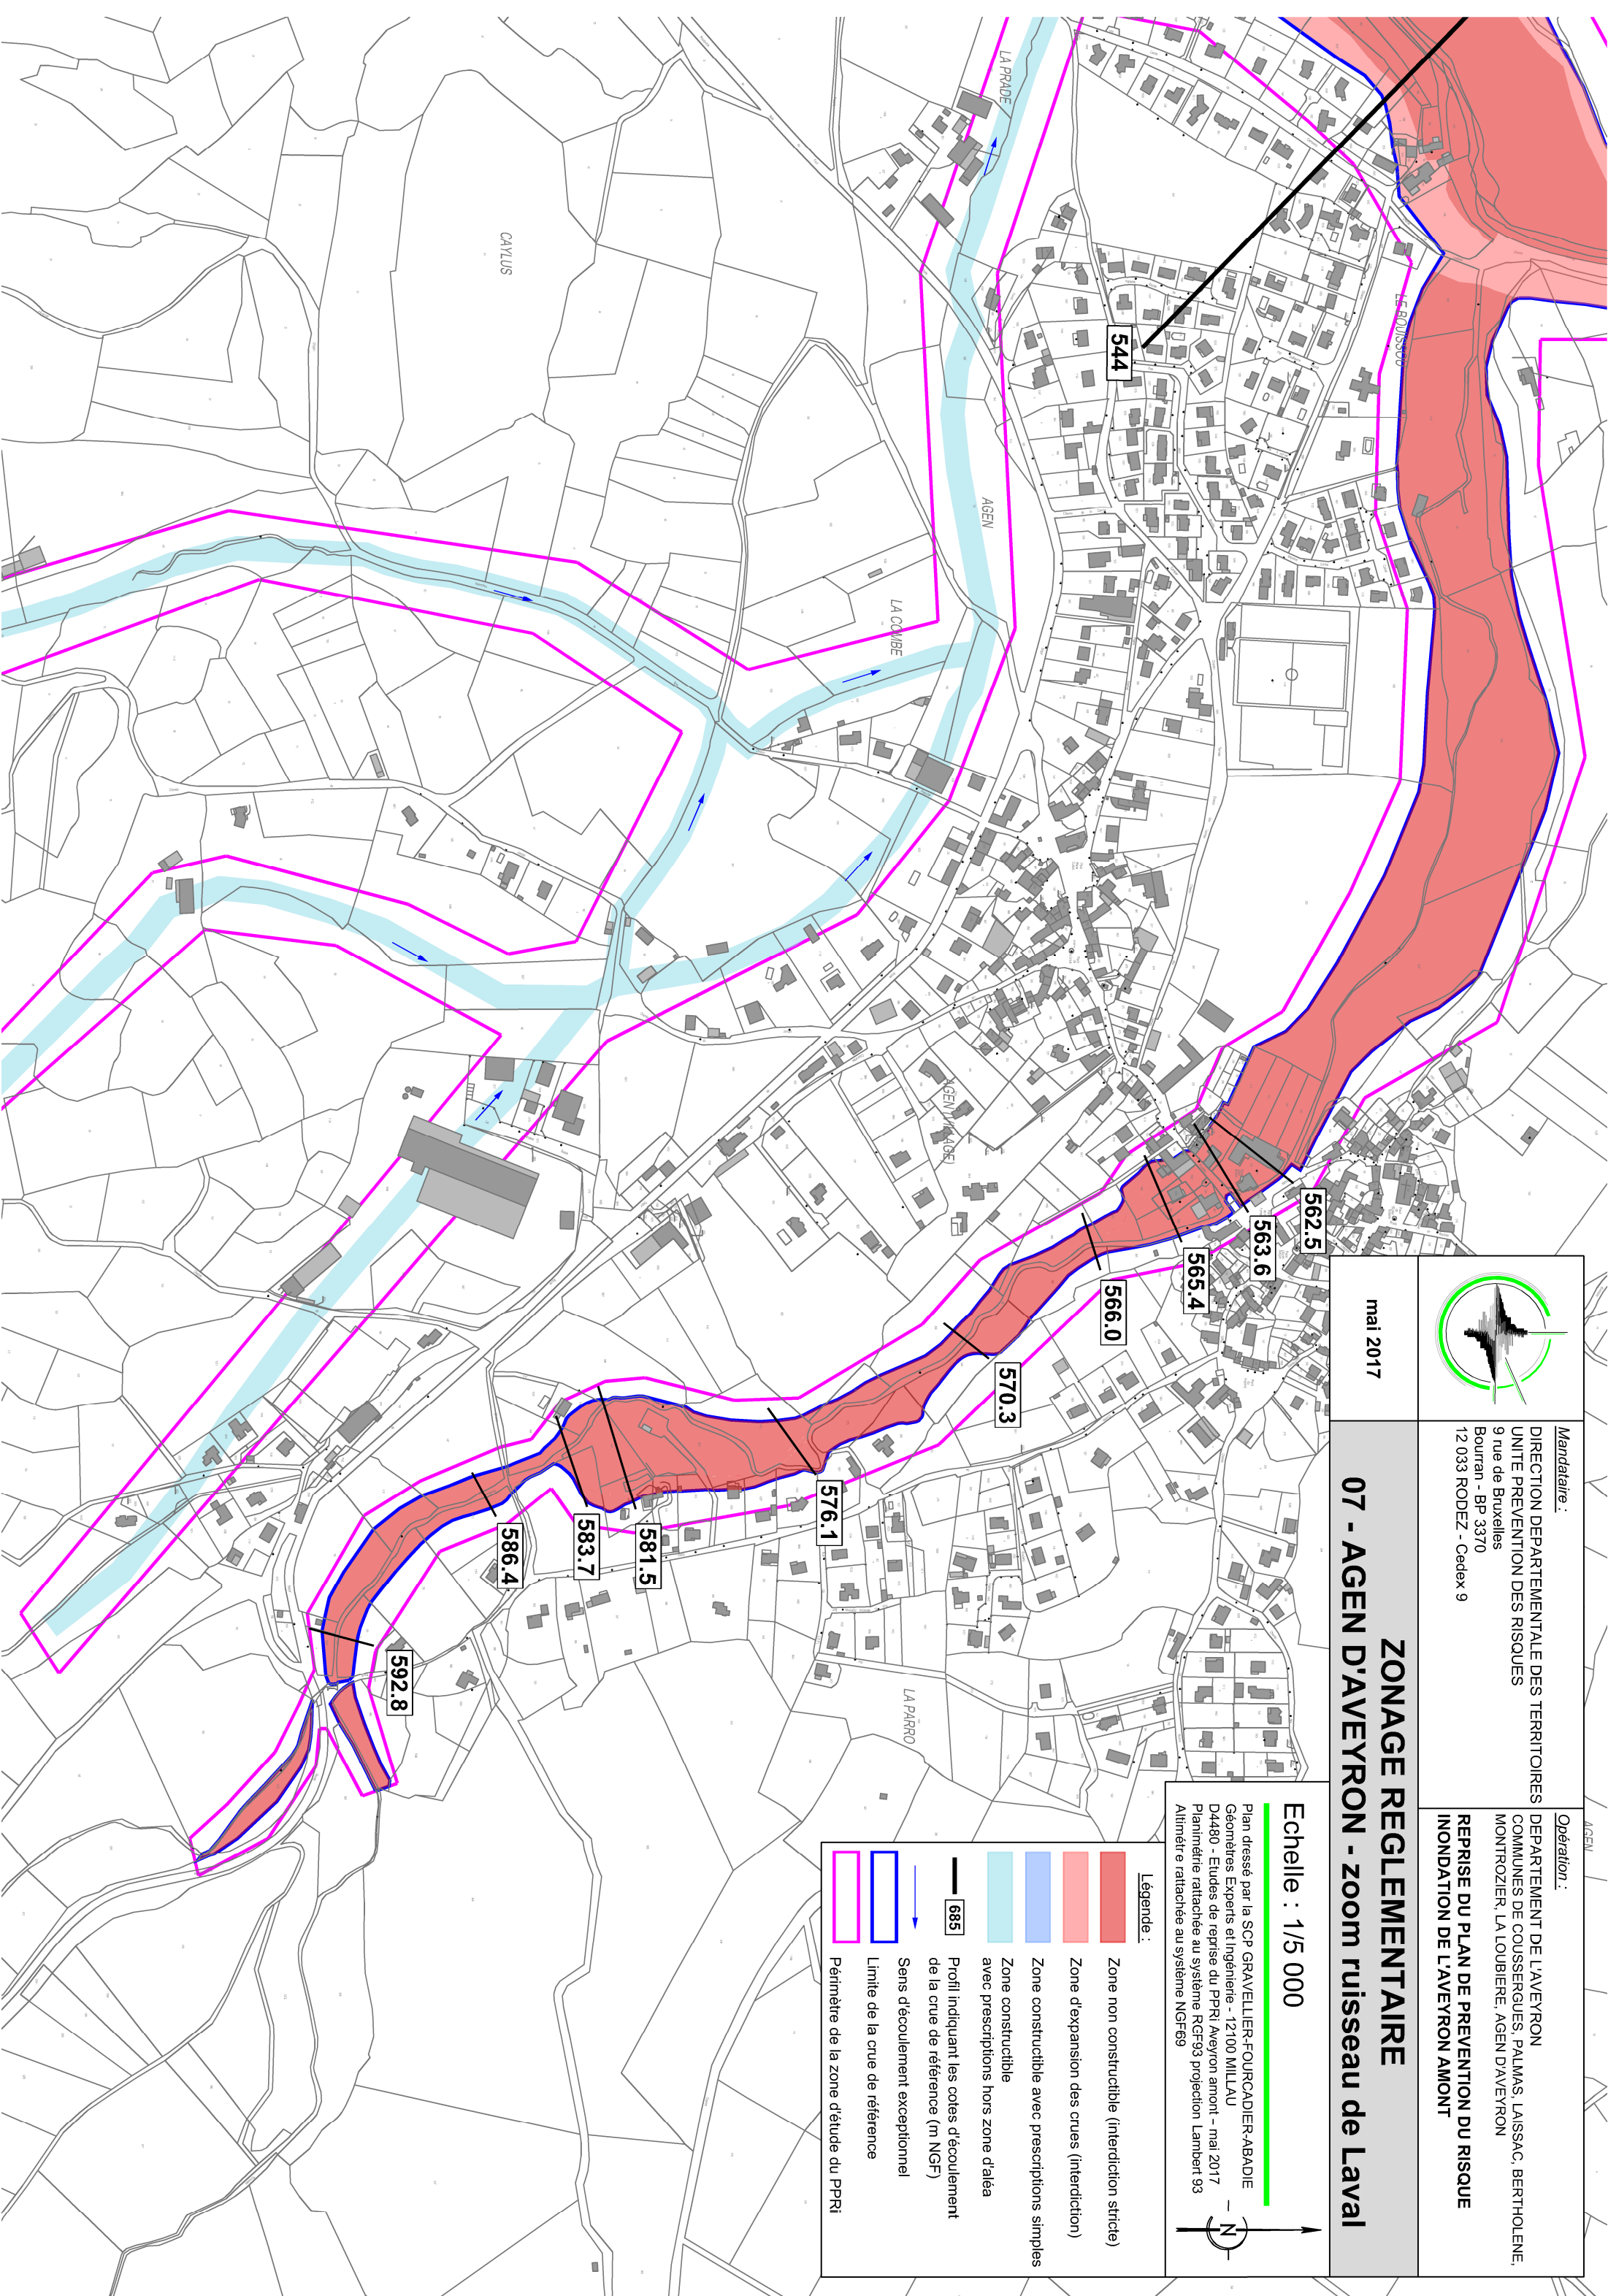 Mandataire :
DIRECTION DEPARTEMENTALE DES TERRITOIRES
UNITE PREVENTION DES RISQUES
9 rue de Bruxelles
Bourran - BP 3370
12 033 RODEZ - Cedex 9
Opération :
DEPARTEMENT DE L'AVEYRON
COMMUNES DE COUSSERGUES, PALMAS, LAISSAC, BERTHOLENE,
MONTROZIER, LA LOUBIERE, AGEN D'AVEYRON
REPRISE DU PLAN DE PREVENTION DU RISQUE
INONDATION DE L'AVEYRON AMONT
mai 2017
ZONAGE REGLEMENTAIRE
07 - AGEN D'AVEYRON - zoom ruisseau de Laval
Echelle : 1/5 000
Plan dressé par la SCP GRAVELLIER-FOURCADIER-ABADIE
Géomètres Experts et Ingénierie - 12100 MILLAU
D4480 - Etudes de reprise du PPRi Aveyron amont - mai 2017
Planimétrie rattachée au système RGF93 projection Lambert 93
Altimétrie rattachée au système NGF69
N
Légende :
Zone non constructible (interdiction stricte)
Zone d'expansion des crues (interdiction)
Zone constructible avec prescriptions simples
Zone constructible
avec prescriptions hors zone d'aléa
685
Profil indiquant les cotes d'écoulement
de la crue de référence (m NGF)
Sens d'écoulement exceptionnel
Limite de la crue de référence
Périmètre de la zone d'étude du PPRi
AGEN
LE BOUISSOU
544
LA PRADE
AGEN
LA COMBE
CAYLUS
AGEN (VILLAGE)
LA PARRO
562.5
563.6
565.4
566.0
570.3
576.1
581.5
583.7
586.4
592.8